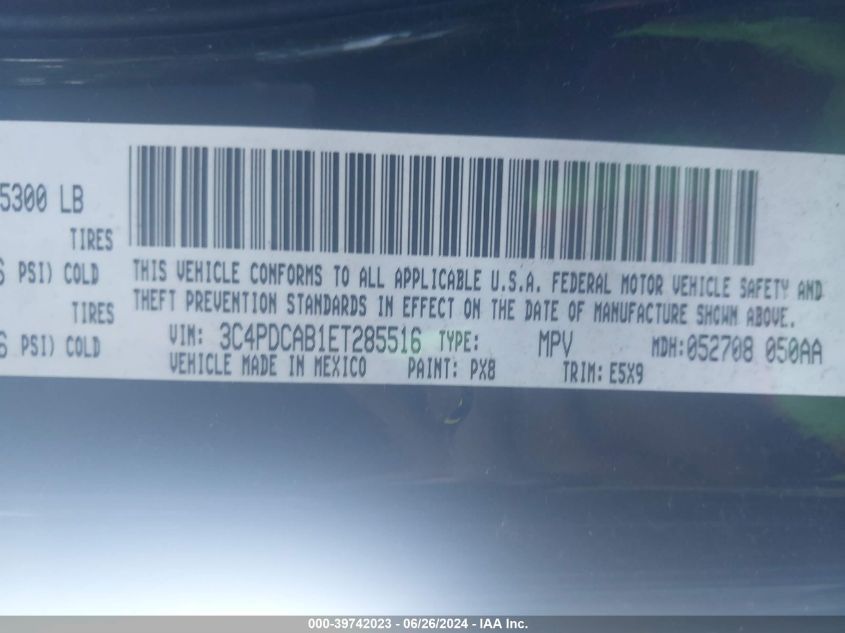 5300 LB
TIRES
PSI) COLD
TIRES
PSI) COLD
THIS VEHICLE CONFORMS TO ALL APPLICABLE U.S.A. FEDERAL MOTOR VEHICLE SAFETY AND
THEFT PREVENTION STANDARDS IN EFFECT ON THE DATE OF MANUFACTURE SHOWN ABOVE.
VIN: 3C4PDCAB1ET285516 TYPE: MPV MDH:052708 050AA
VEHICLE MADE IN MEXICO PAINT: PX8 TRIM: E5X9
000-39742023 - 06/26/2024 - IAA Inc.